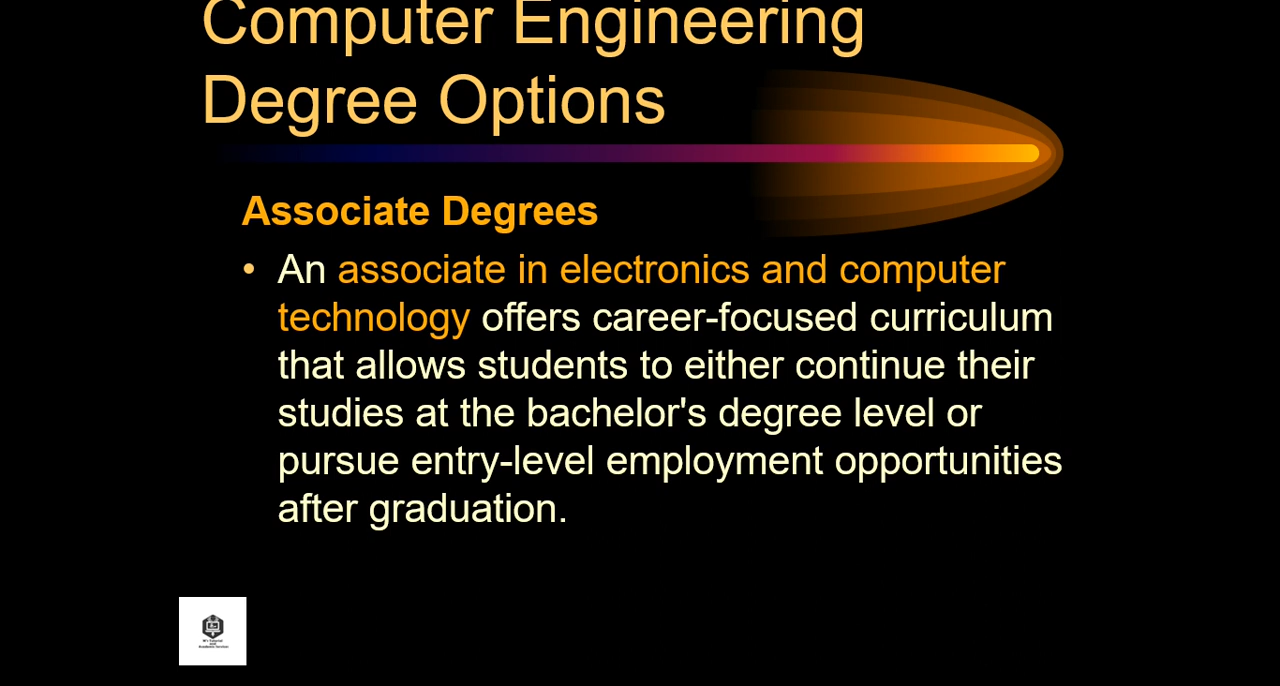 Computer Engineering
Degree Options
Associate Degrees
• An associate in electronics and computer
technology offers career-focused curriculum
that allows students to either continue their
studies at the bachelor's degree level or
pursue entry-level employment opportunities
after graduation.